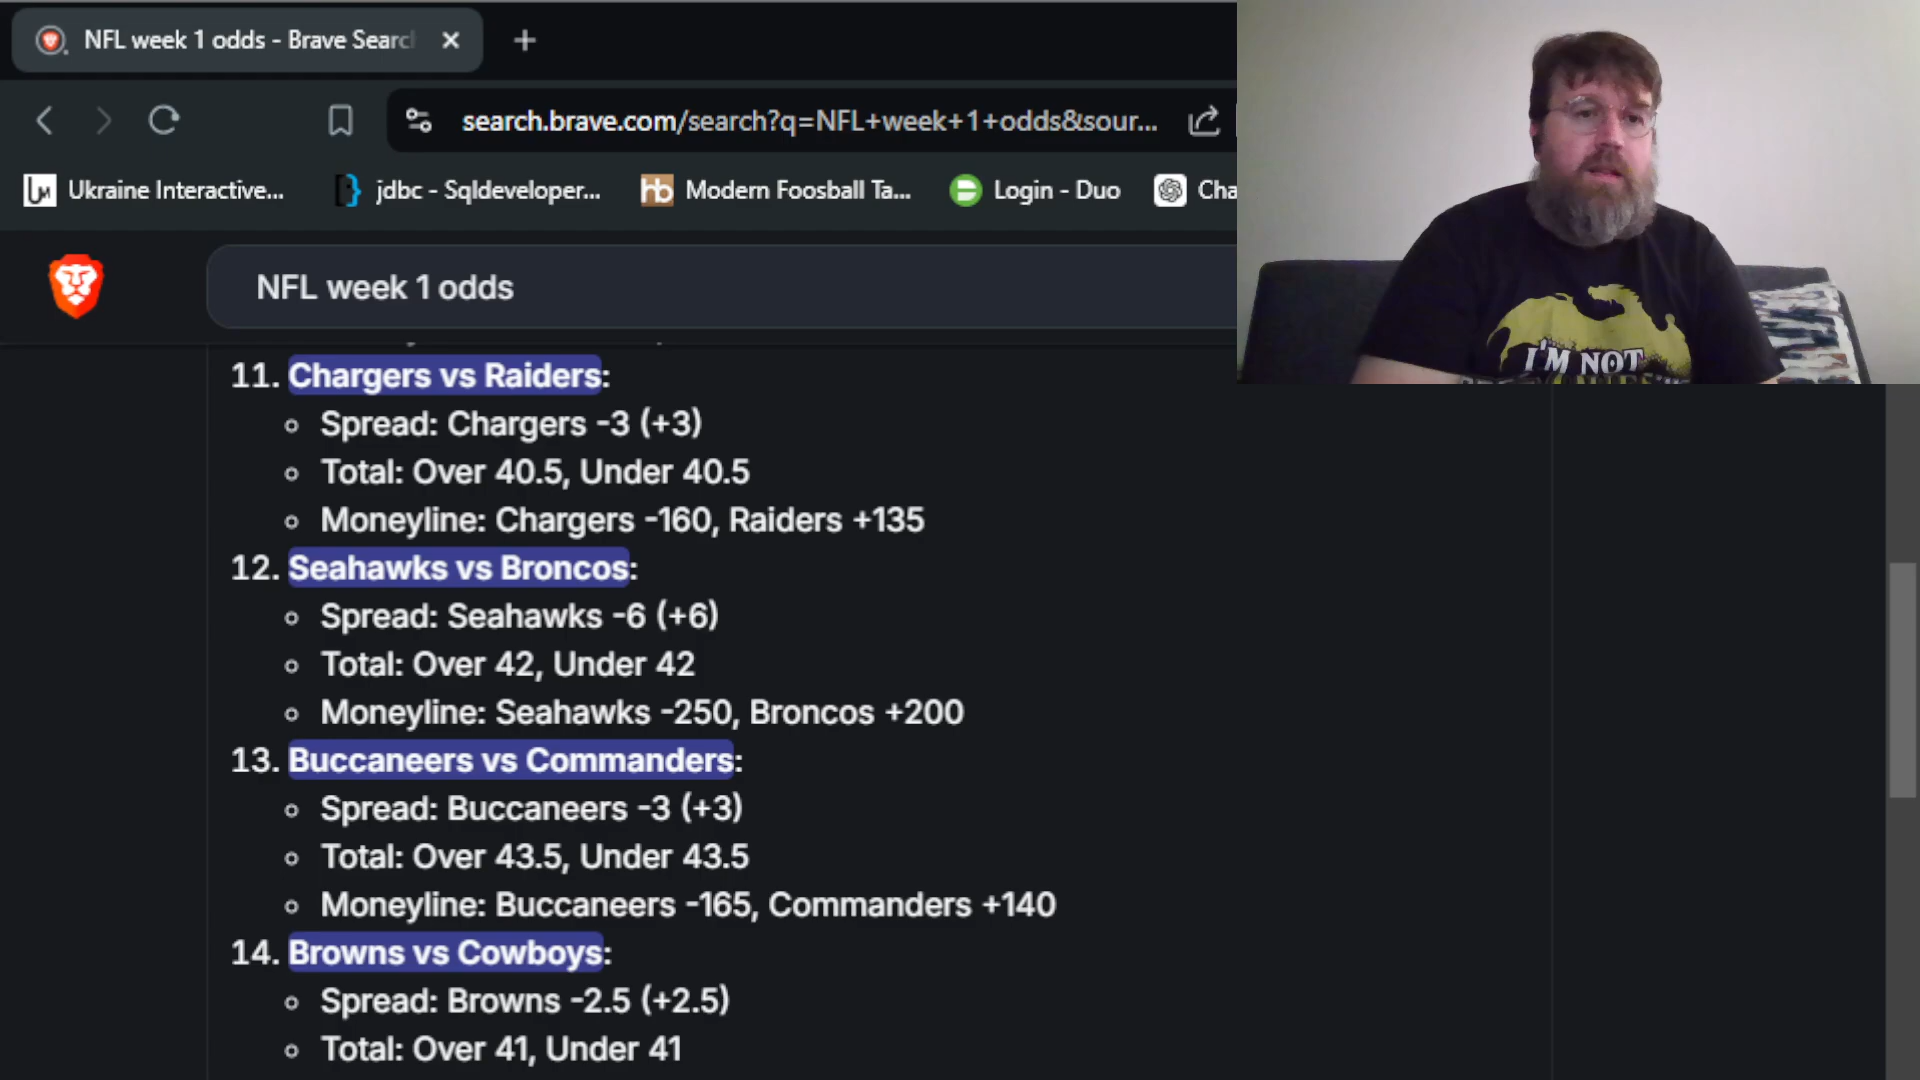 NFL week 1 odds - Brave Searc
search.brave.com/search?q=NFL+week+1+odds&sour...
Ukraine Interactive...
jdbc - Sqldeveloper...
hb
Modern Foosball Ta...
Login - Duo
Cha
NFL week 1 odds
11. Chargers vs Raiders:
Spread: Chargers -3 (+3)
Total: Over 40.5, Under 40.5
Moneyline: Chargers -160, Raiders +135
12. Seahawks vs Broncos:
Spread: Seahawks -6 (+6)
Total: Over 42, Under 42
Moneyline: Seahawks -250, Broncos +200
13. Buccaneers vs Commanders:
Spread: Buccaneers -3 (+3)
Total: Over 43.5, Under 43.5
Moneyline: Buccaneers -165, Commanders +140
14. Browns vs Cowboys:
Spread: Browns -2.5 (+2.5)
Total: Over 41, Under 41
I'M NOT